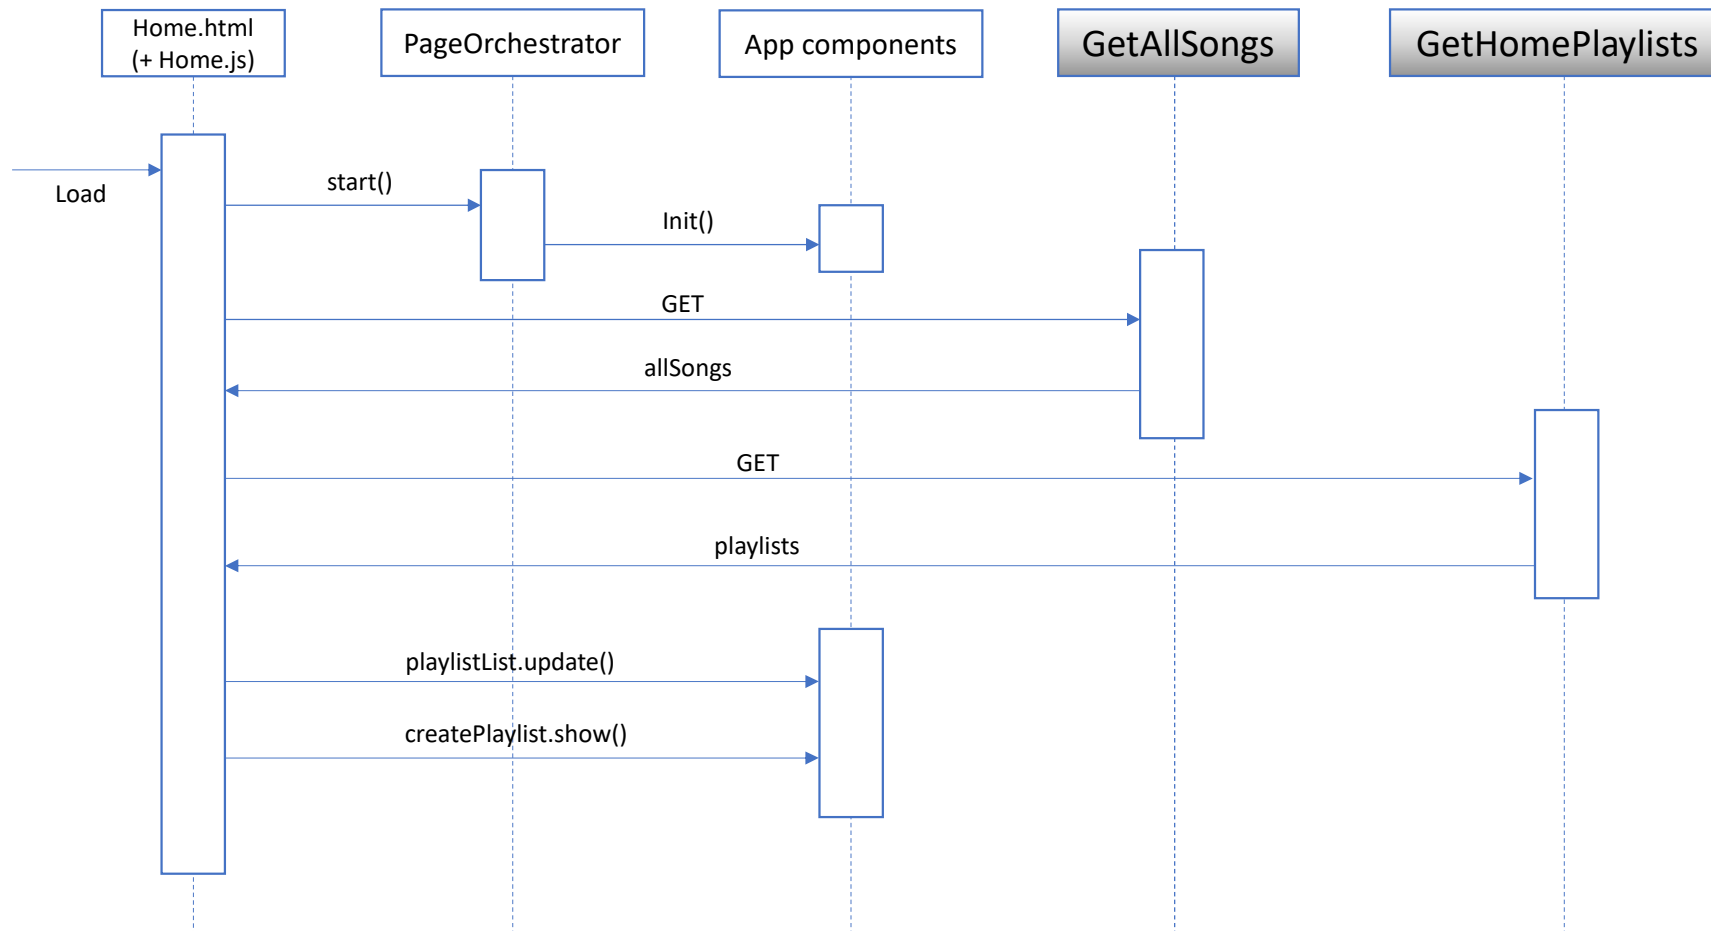 Home.html
(+ Home.js)
PageOrchestrator
App components
GetAllSongs
GetHomePlaylists
Load
start()
Init()
GET
allSongs
GET
playlists
playlistList.update()
createPlaylist.show()